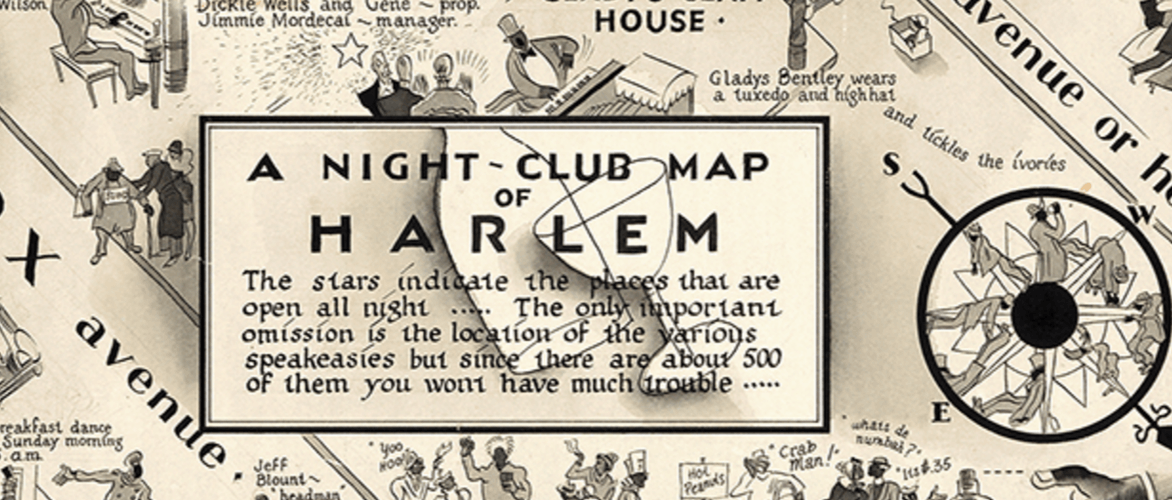 Wilson.
Dickie Wells and Gene ~ prop.
Jimmie Mordecai ~ manager.
HOUSE ·
Gladys Bentley wears
a tuxedo and highhat
and tickles the ivories
avenue or
S
W
E
A NIGHT-CLUB MAP
OF
HARLEM
The stars indicate the places that are
open all night ..... The only important
omission is the location of the various
speakeasies but since there are about 500
of them you wont have much trouble .....
avenue
X
breakfast dance
Sunday morning
a.m.
Jeff
Blount ~
"headman"
"Yoo
Hoo!"
Hot
Peanuts
"Crab
Man!"
"whats de
numbah?"
"Its $.35